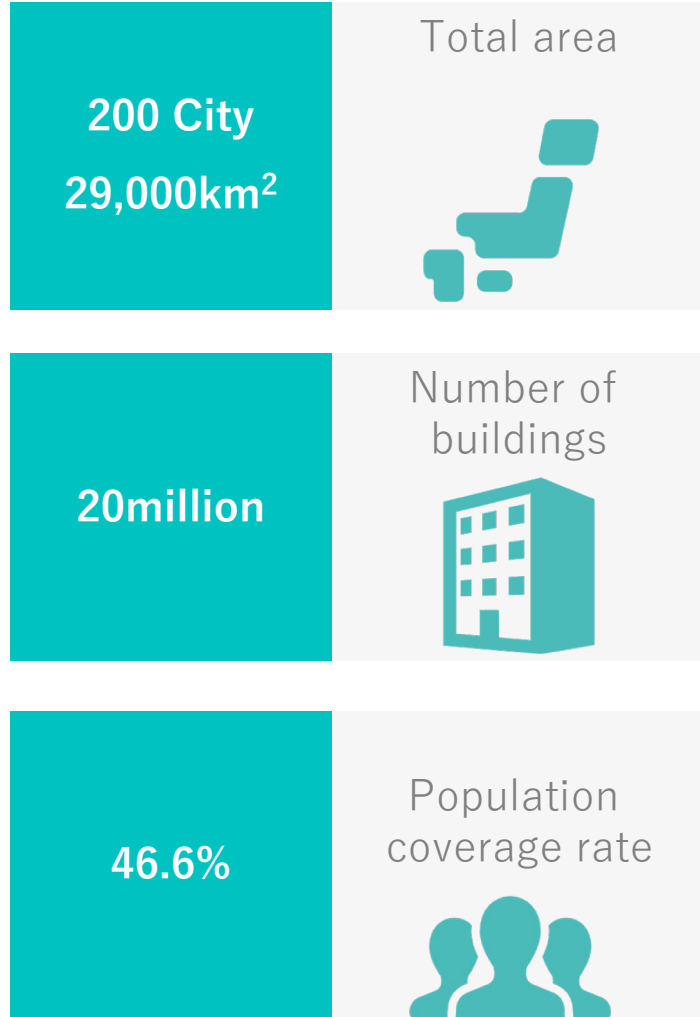 200 City
29,000km²
Total area
20million
Number of
buildings
46.6%
Population
coverage rate